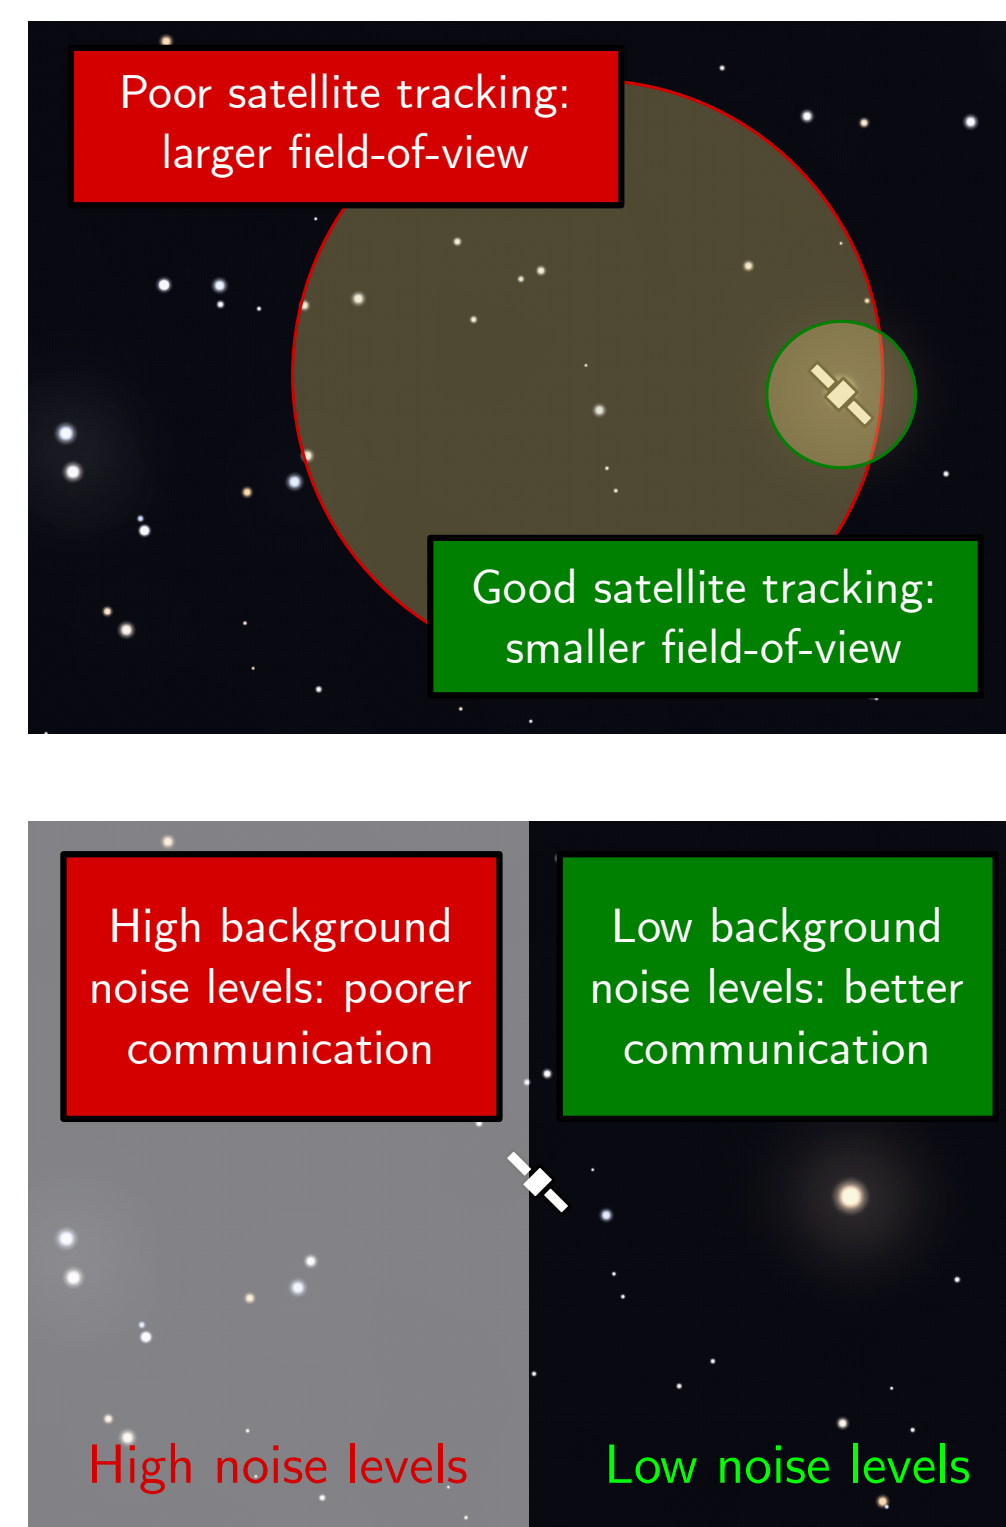 Poor satellite tracking:
larger field-of-view
Good satellite tracking:
smaller field-of-view
High background
noise levels: poorer
communication
Low background
noise levels: better
communication
High noise levels
Low noise levels